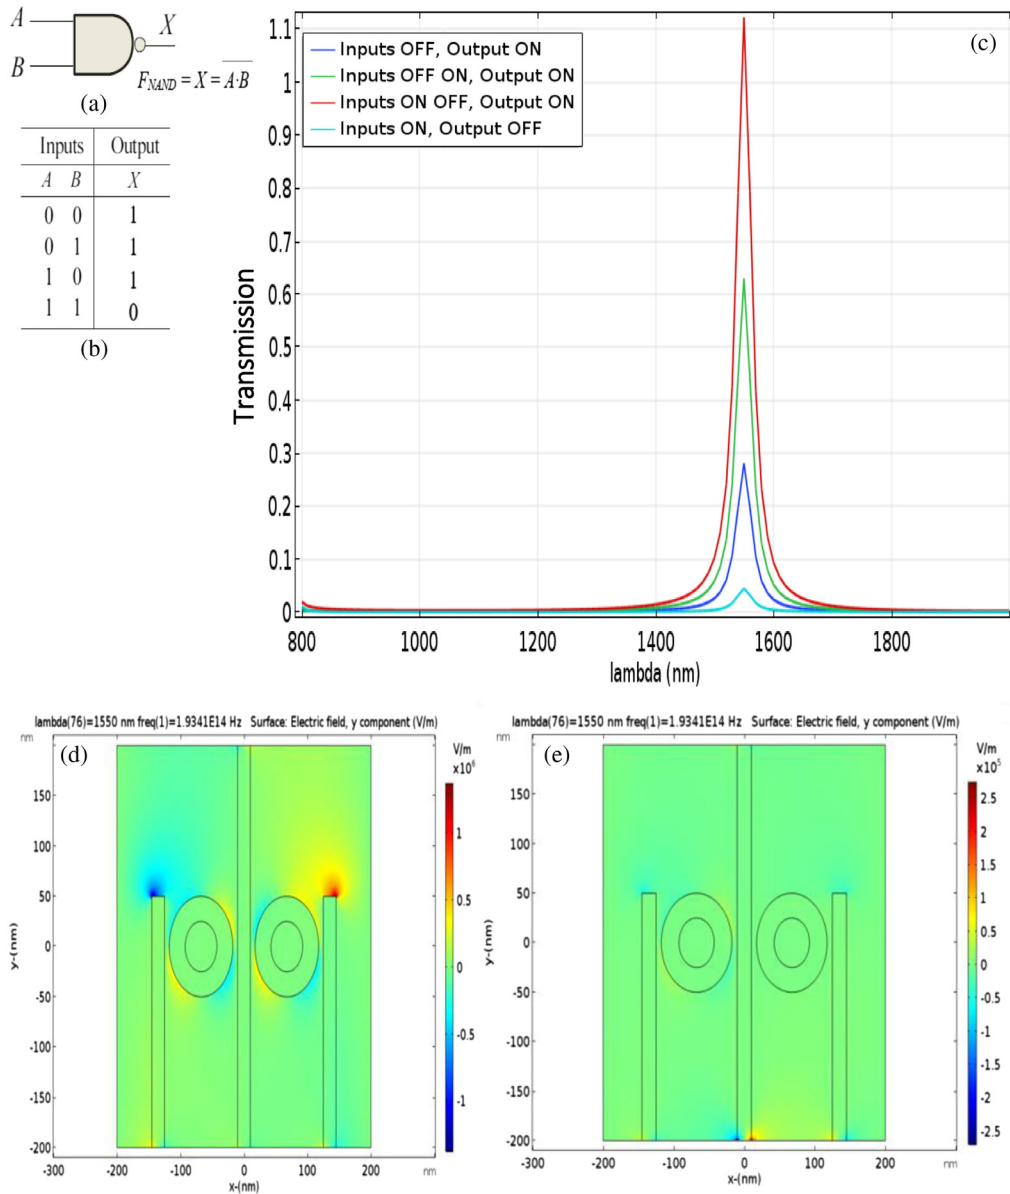 A
B
X
F_NAND = X = \overline{A·B}
(a)
Inputs Output
A B X
0 0 1
0 1 1
1 0 1
1 1 0
(b)
(c)
Inputs OFF, Output ON
Inputs OFF ON, Output ON
Inputs ON OFF, Output ON
Inputs ON, Output OFF
1.1
1
0.9
0.8
0.7
0.6
0.5
0.4
0.3
0.2
0.1
0
Transmission
800 1000 1200 1400 1600 1800
lambda (nm)
lambda(76)=1550 nm freq(1)=1.9341E14 Hz Surface: Electric field, y component (V/m)
nm
(d)
V/m
x10⁶
150
100
50
0
-50
-100
-150
-200
y-(nm)
1
0.5
0
-0.5
-1
-300 -200 -100 0 100 200 nm
x-(nm)
lambda(76)=1550 nm freq(1)=1.9341E14 Hz Surface: Electric field, y component (V/m)
nm
(e)
V/m
x10⁵
150
100
50
0
-50
-100
-150
-200
y-(nm)
2.5
2
1.5
1
0.5
0
-0.5
-1
-1.5
-2
-2.5
-300 -200 -100 0 100 200 nm
x-(nm)